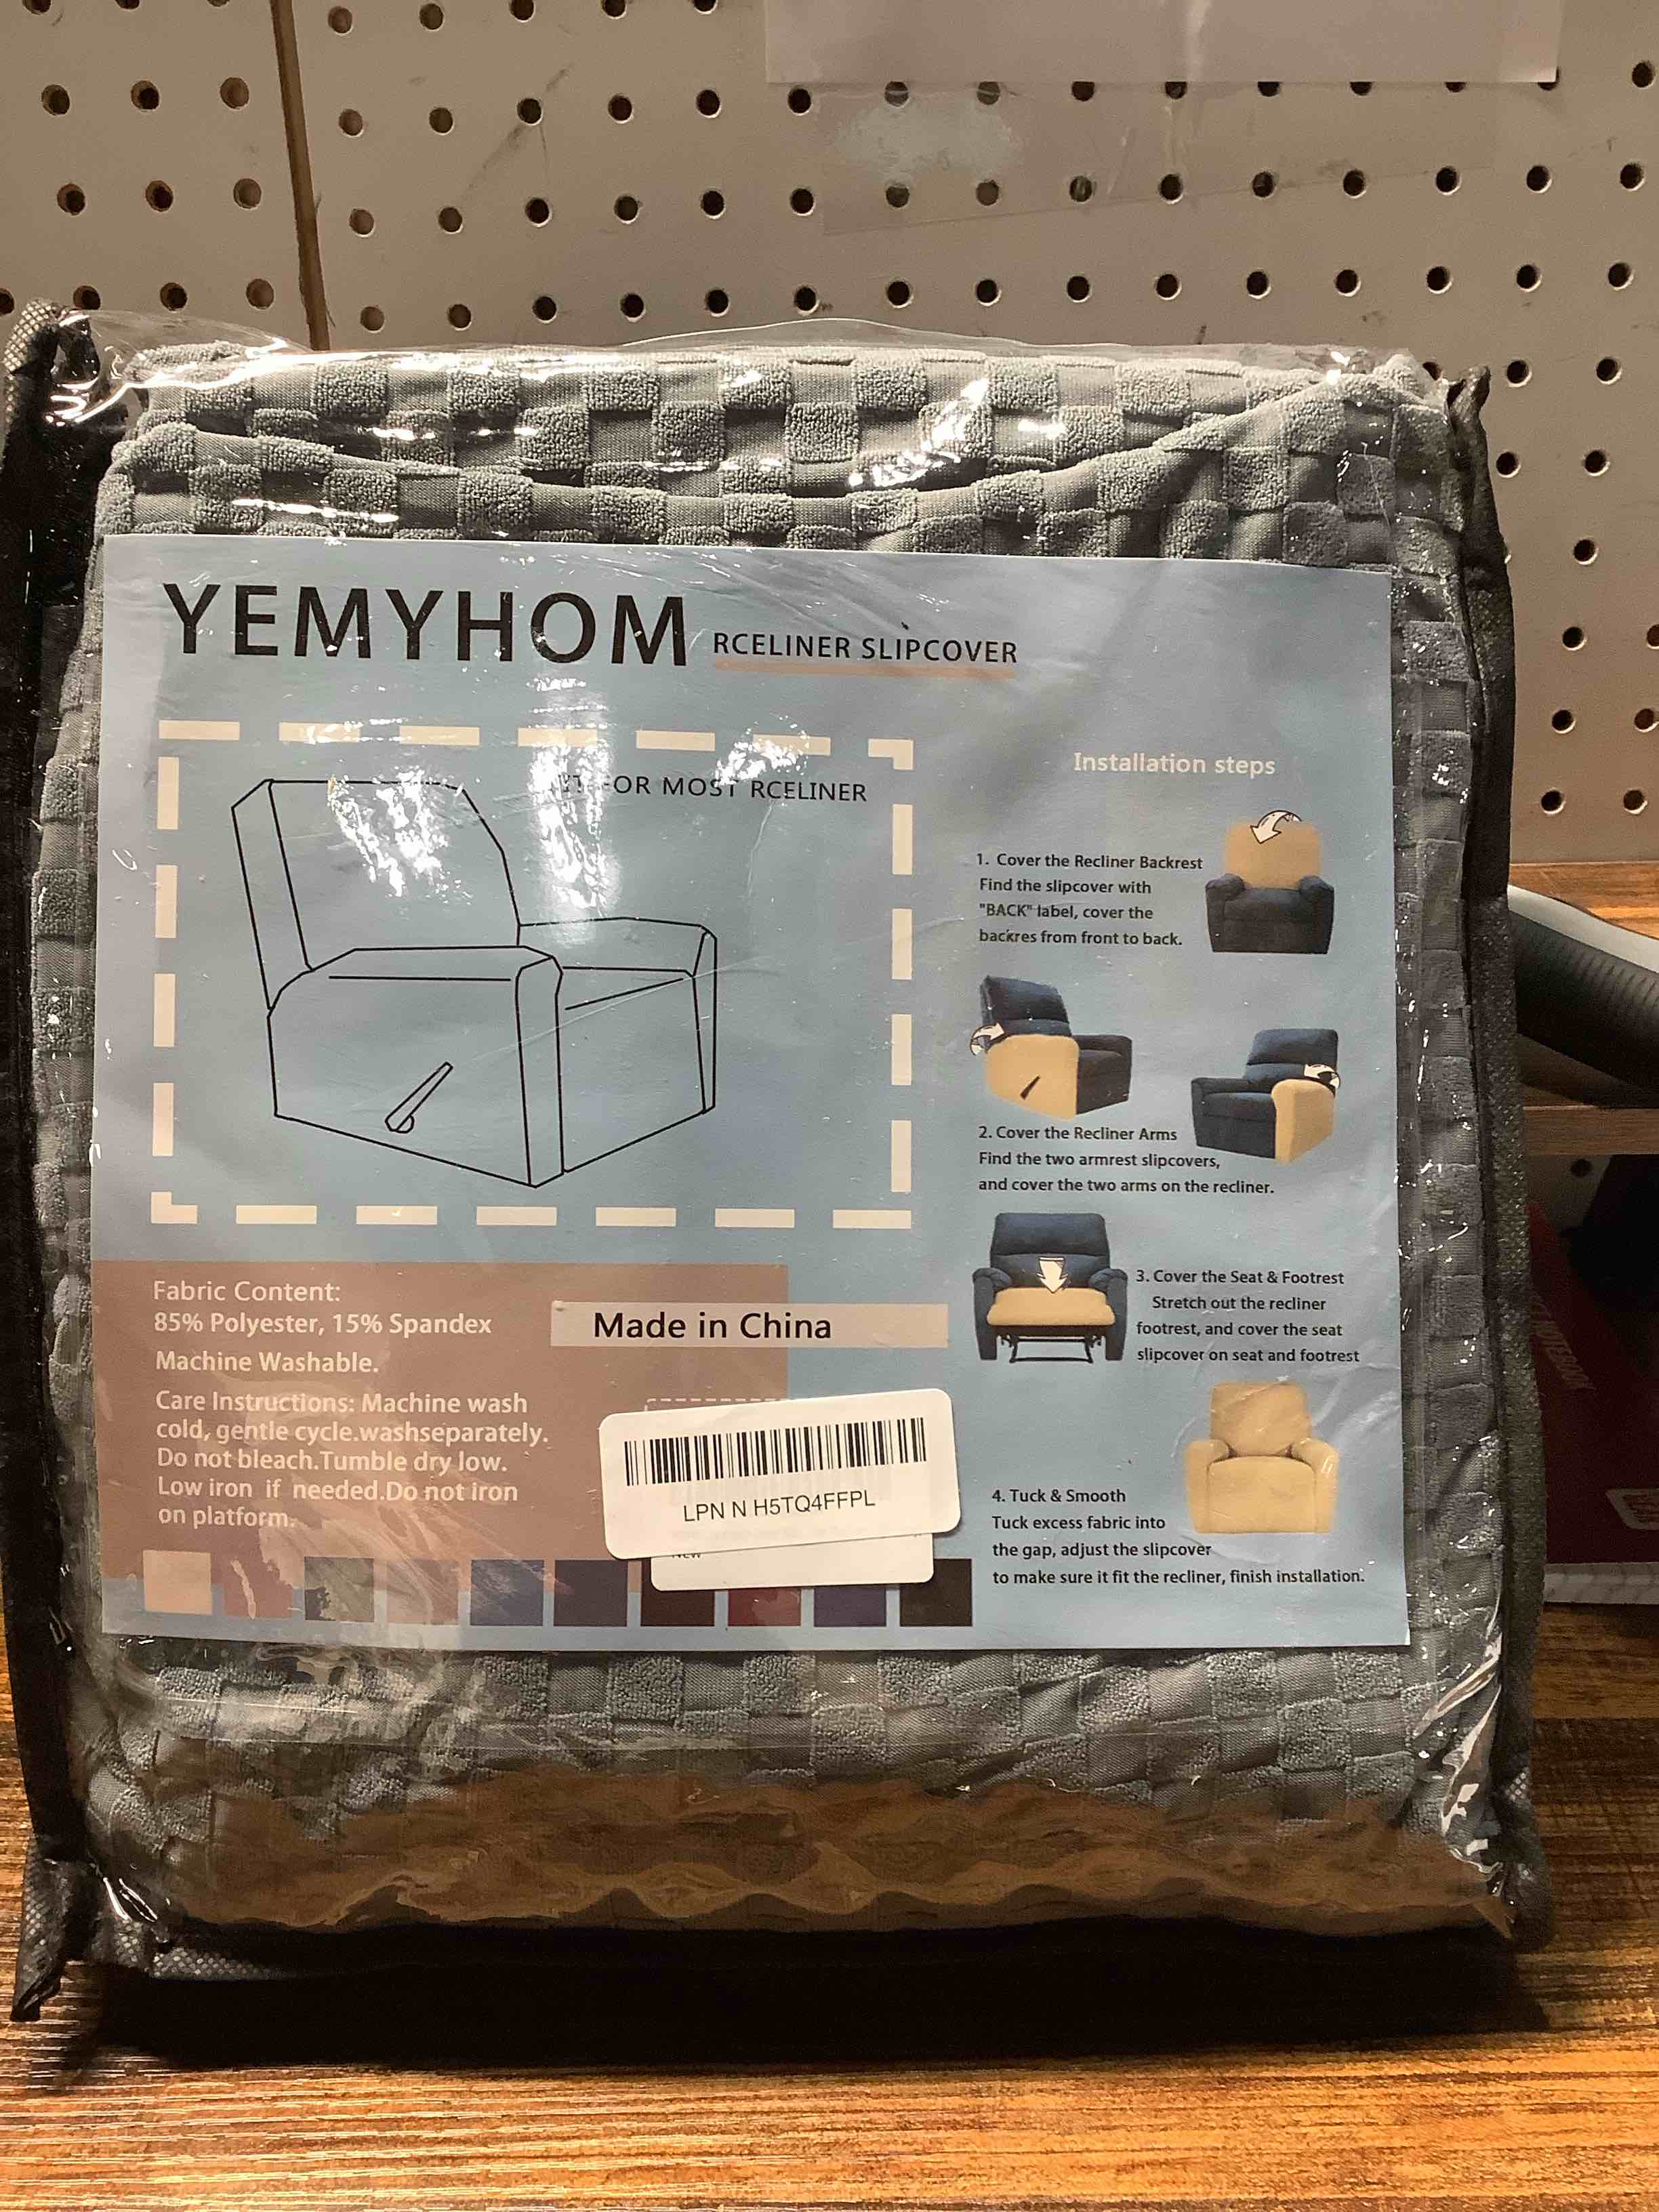 YEMYHOM
RCELINER SLIPCOVER
FOR MOST RCELINER
Installation steps
1. Cover the Recliner Backrest
Find the slipcover with
"BACK" label, cover the
backres from front to back.
2. Cover the Recliner Arms
Find the two armrest slipcovers,
and cover the two arms on the recliner.
3. Cover the Seat & Footrest
Stretch out the recliner
footrest, and cover the seat
slipcover on seat and footrest
4. Tuck & Smooth
Tuck excess fabric into
the gap, adjust the slipcover
to make sure it fit the recliner, finish installation.
Fabric Content:
85% Polyester, 15% Spandex
Machine Washable.
Care Instructions: Machine wash
cold, gentle cycle.washseparately.
Do not bleach.Tumble dry low.
Low iron if needed.Do not iron
on platform.
Made in China
LPN N H5TQ4FFPL